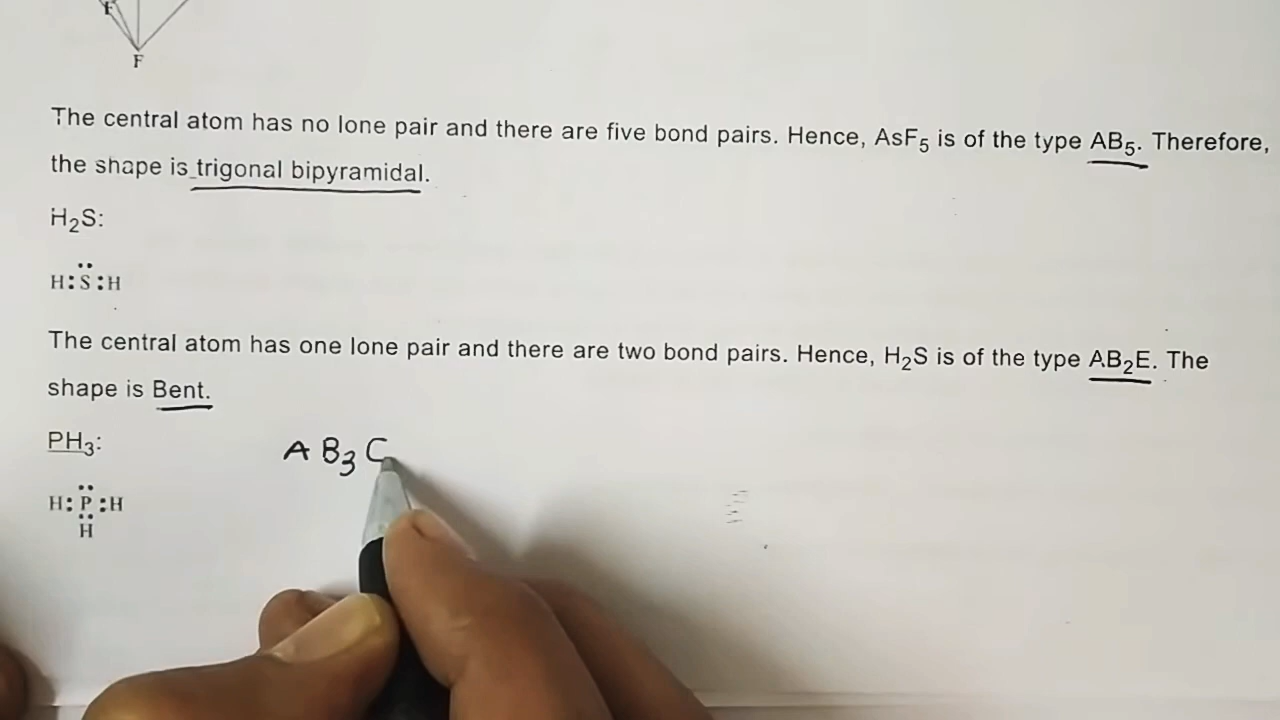 F
F
The central atom has no lone pair and there are five bond pairs. Hence, AsF₅ is of the type AB₅. Therefore,
the shape is trigonal bipyramidal.
H₂S:
H:S̈:H
The central atom has one lone pair and there are two bond pairs. Hence, H₂S is of the type AB₂E. The
shape is Bent.
PH₃: AB₃C
H:P̈:H
H